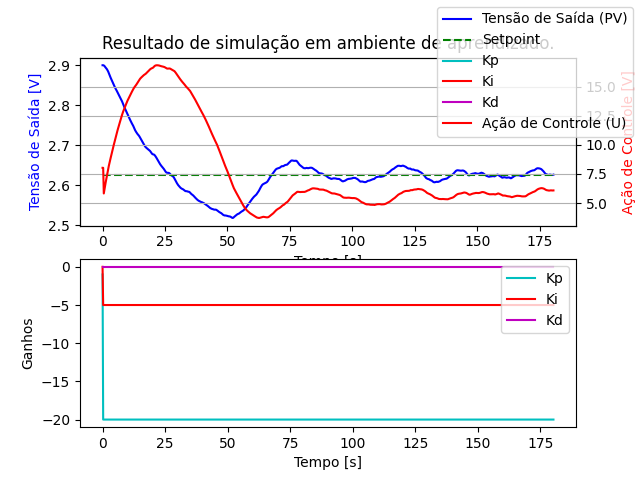 Resultado de simulação em ambiente de aprendizado.
Tensão de Saída (PV)
Setpoint
Kp
Ki
Kd
Ação de Controle (U)
Tensão de Saída [V]
2.9
2.8
2.7
2.6
2.5
15.0
12.5
10.0
7.5
5.0
Ação de Controle [V]
0
25
50
75
100
125
150
175
Tempo [s]
Ganhos
0
−5
−10
−15
−20
Kp
Ki
Kd
0
25
50
75
100
125
150
175
Tempo [s]